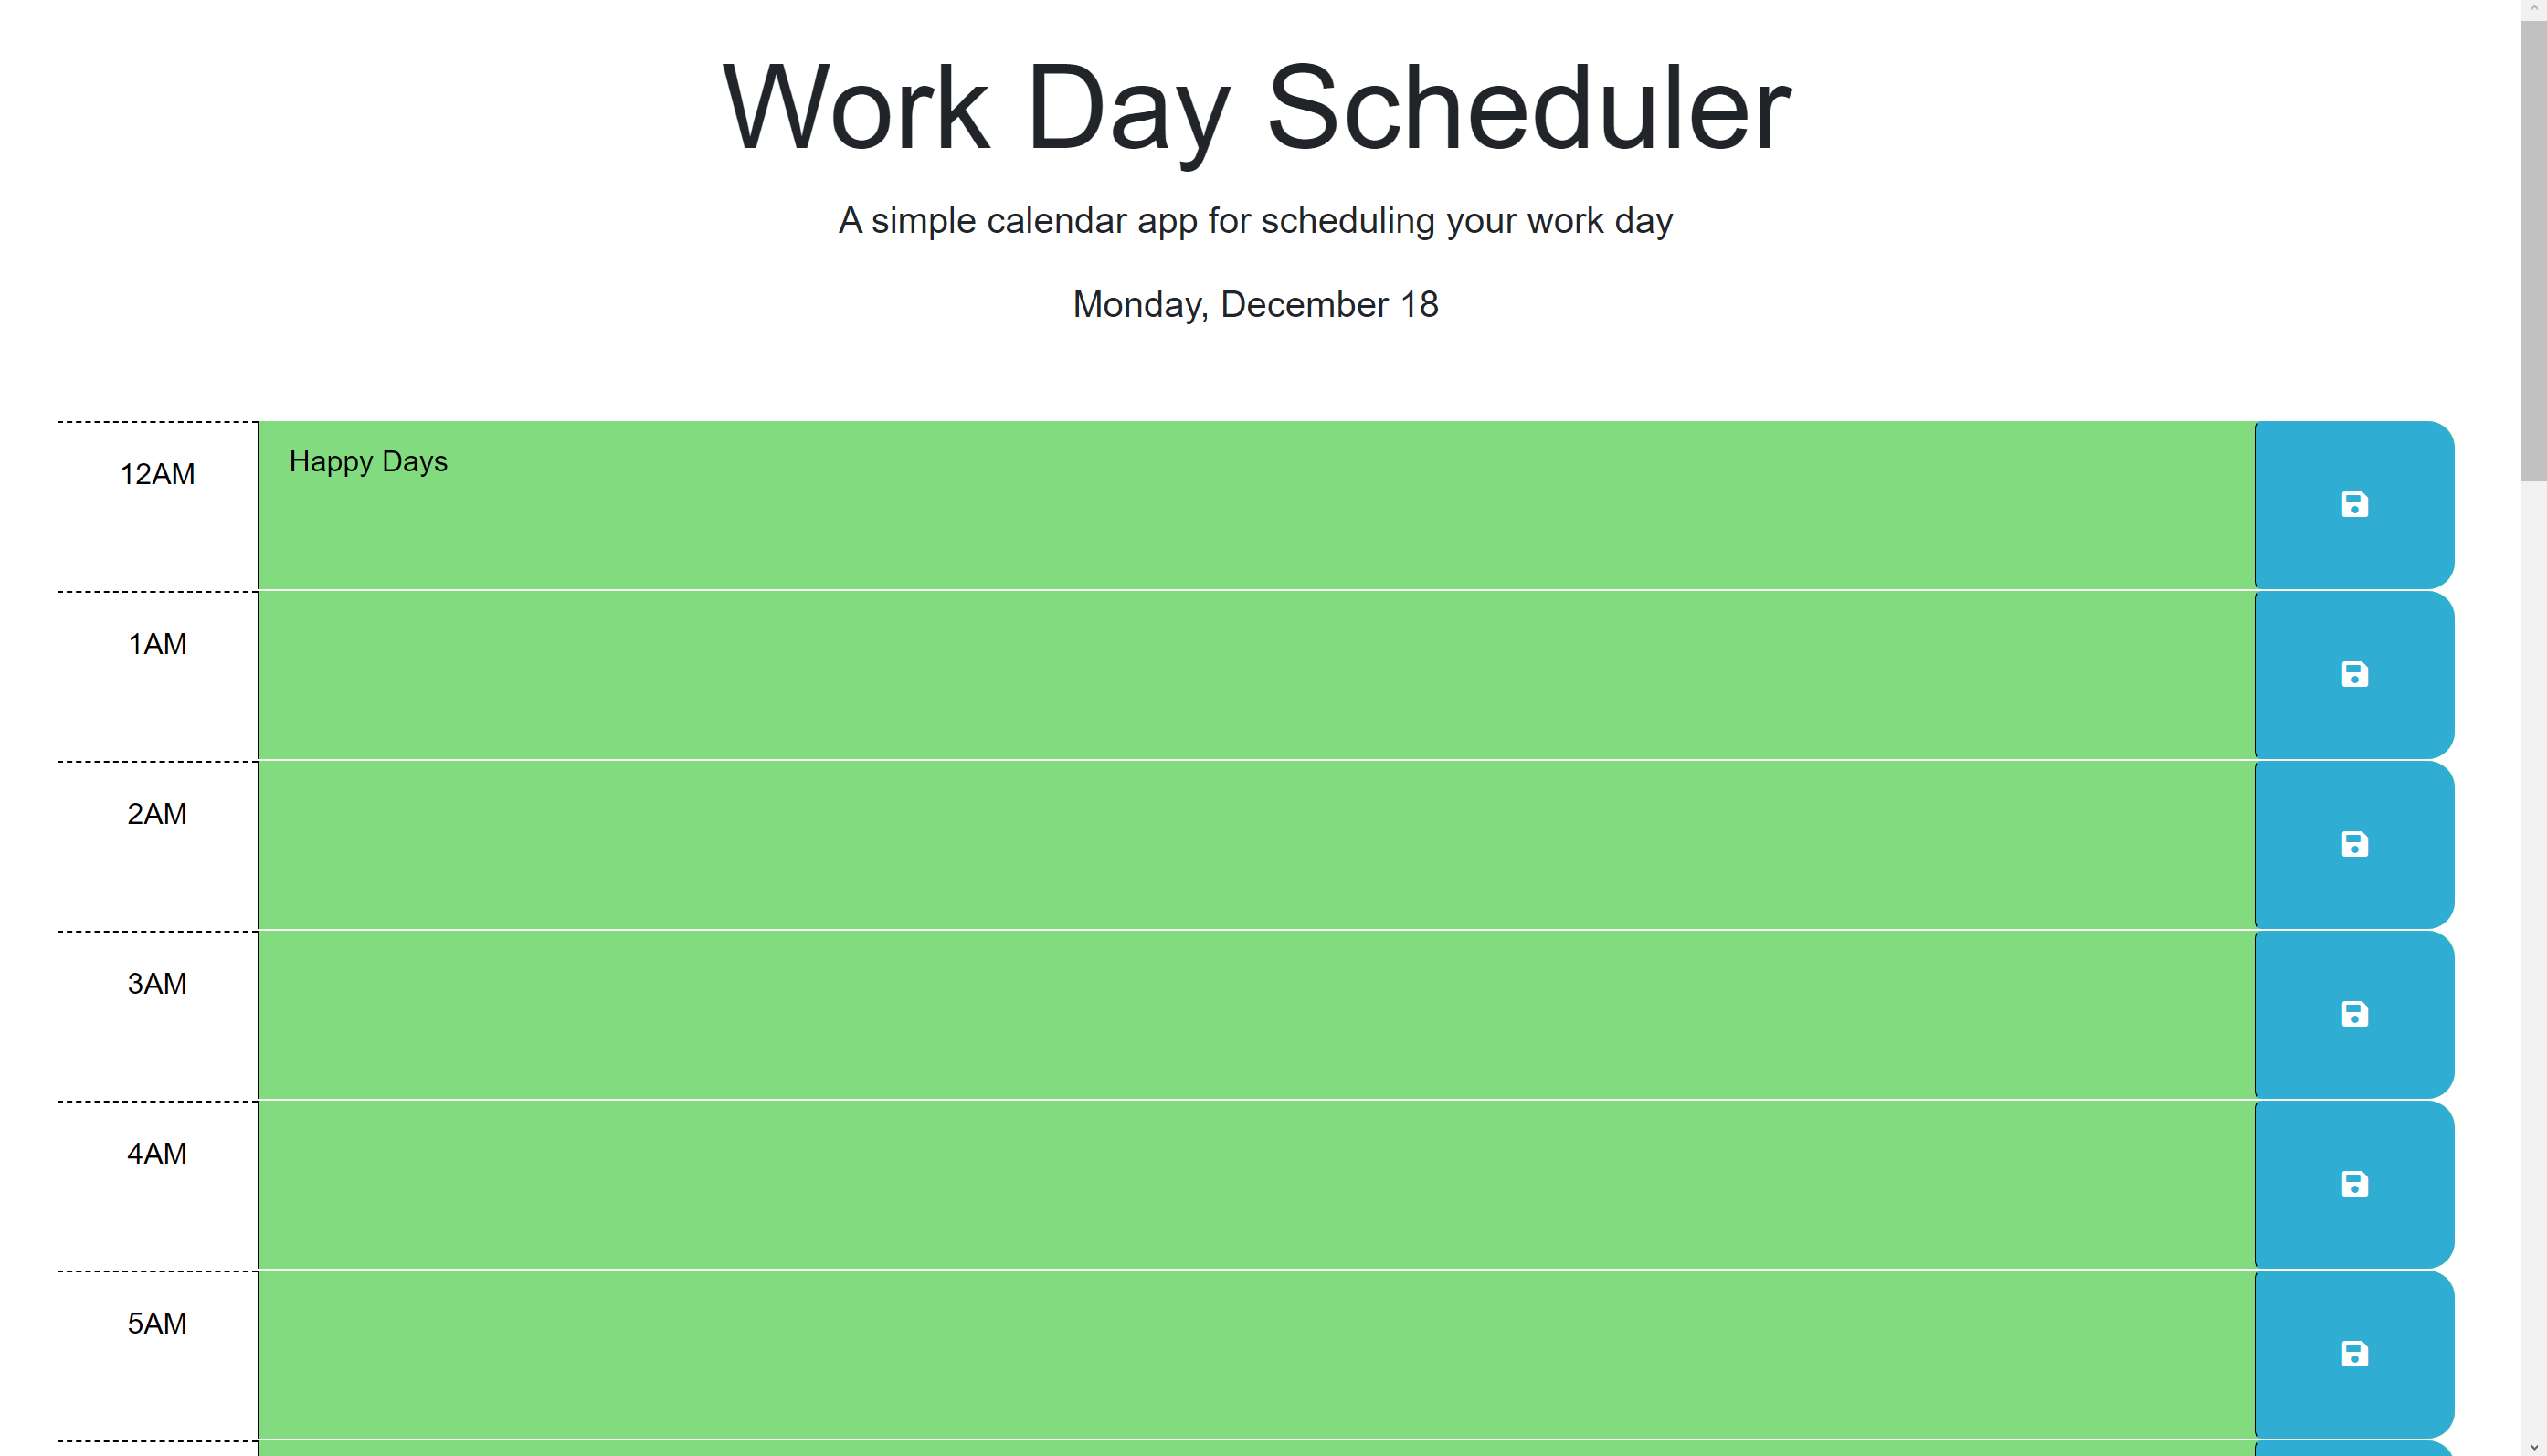 Work Day Scheduler
A simple calendar app for scheduling your work day
Monday, December 18
12AM
Happy Days
1AM
2AM
3AM
4AM
5AM